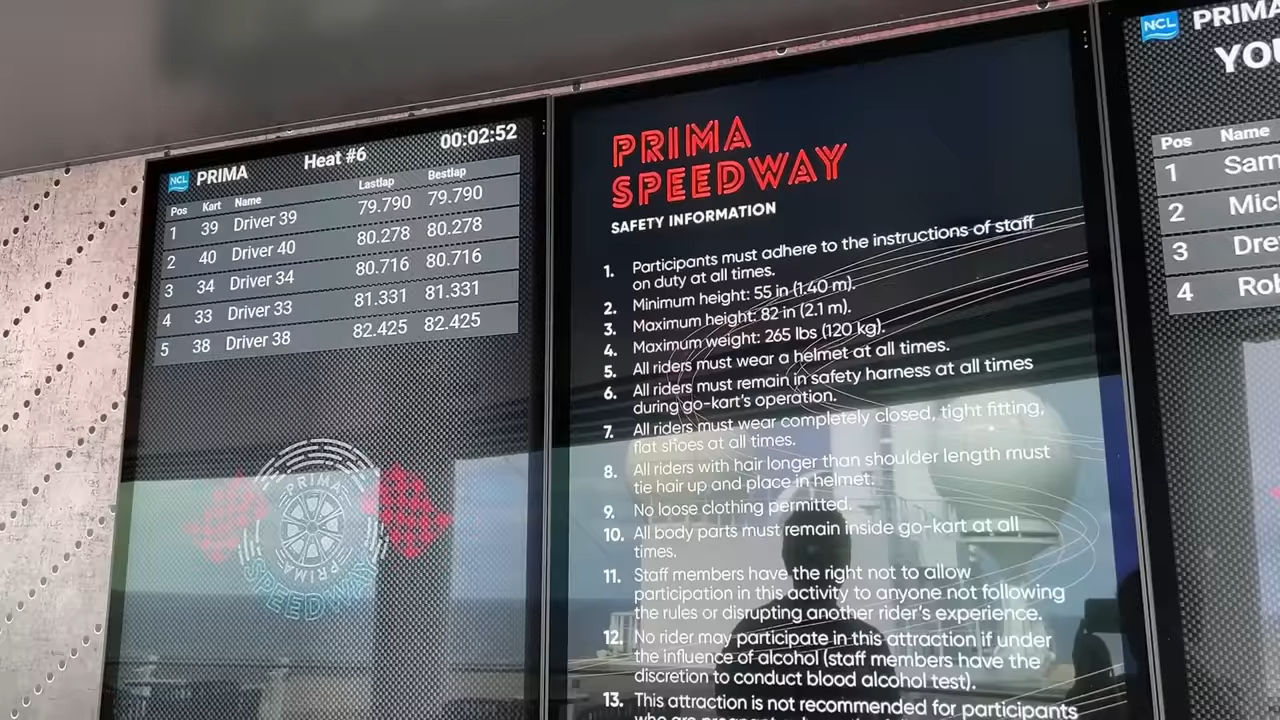 NCL PRIMA Heat #6 00:02:52
Pos Kart Name Lastlap Bestlap
1 39 Driver 39 79.790 79.790
2 40 Driver 40 80.278 80.278
3 34 Driver 34 80.716 80.716
4 33 Driver 33 81.331 81.331
5 38 Driver 38 82.425 82.425
PRIMA
PRIMA
SPEEDWAY
PRIMA
SPEEDWAY
SAFETY INFORMATION
1. Participants must adhere to the instructions of staff
on duty at all times.
2. Minimum height: 55 in (1.40 m).
3. Maximum height: 82 in (2.1 m).
4. Maximum weight: 265 lbs (120 kg).
5. All riders must wear a helmet at all times.
6. All riders must remain in safety harness at all times
during go-kart's operation.
7. All riders must wear completely closed, tight fitting,
flat shoes at all times.
8. All riders with hair longer than shoulder length must
tie hair up and place in helmet.
9. No loose clothing permitted.
10. All body parts must remain inside go-kart at all
times.
11. Staff members have the right not to allow
participation in this activity to anyone not following
the rules or disrupting another rider's experience.
12. No rider may participate in this attraction if under
the influence of alcohol (staff members have the
discretion to conduct blood alcohol test).
13. This attraction is not recommended for participants
who are pregnant
NCL PRIMA
YOU
Pos Name
1 Sam
2 Mich
3 Dre
4 Rob